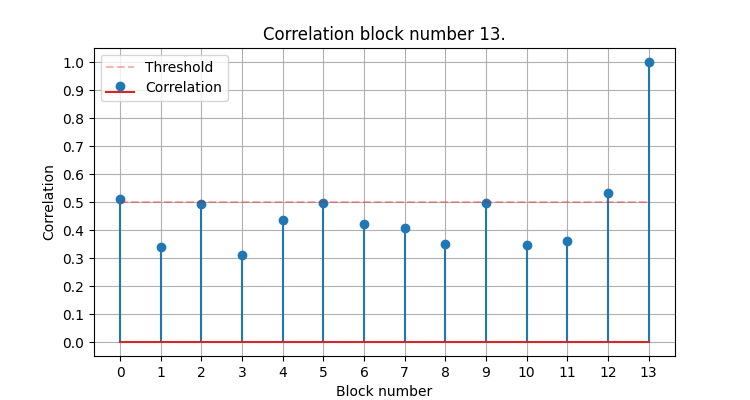 Correlation block number 13.
Threshold
Correlation
Correlation
1.0
0.9
0.8
0.7
0.6
0.5
0.4
0.3
0.2
0.1
0.0
0 1 2 3 4 5 6 7 8 9 10 11 12 13
Block number